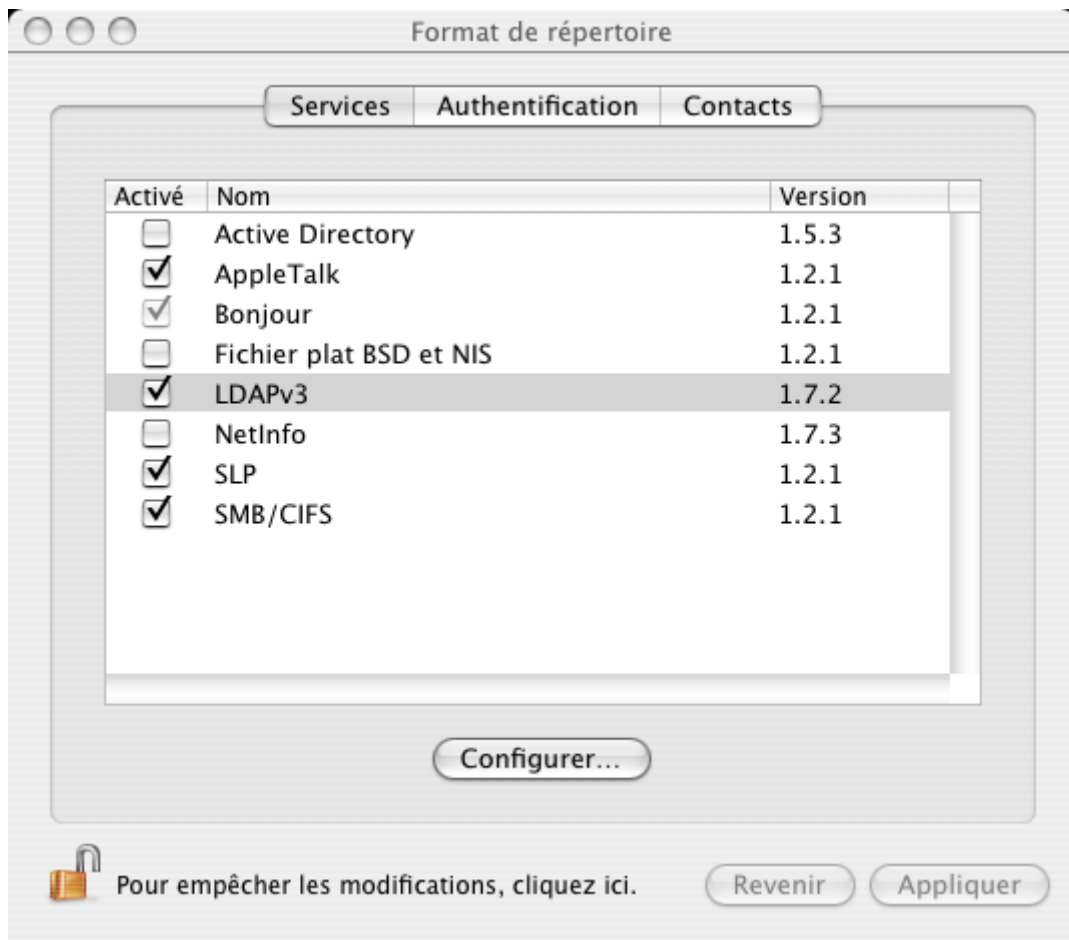 Format de répertoire
Services Authentification Contacts
Activé Nom Version
Active Directory 1.5.3
AppleTalk 1.2.1
Bonjour 1.2.1
Fichier plat BSD et NIS 1.2.1
LDAPv3 1.7.2
NetInfo 1.7.3
SLP 1.2.1
SMB/CIFS 1.2.1
Configurer...
Pour empêcher les modifications, cliquez ici. Revenir Appliquer